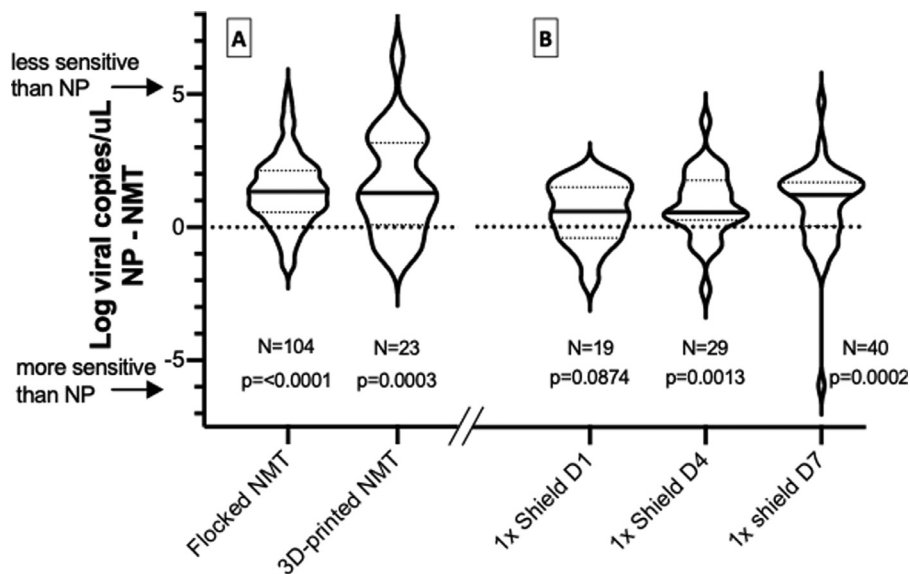 A
B
less sensitive
than NP
more sensitive
than NP
Log viral copies/uL
NP - NMT
5
0
-5
N=104
p=<0.0001
N=23
p=0.0003
N=19
p=0.0874
N=29
p=0.0013
N=40
p=0.0002
Flocked NMT
3D-printed NMT
1x Shield D1
1x Shield D4
1x shield D7